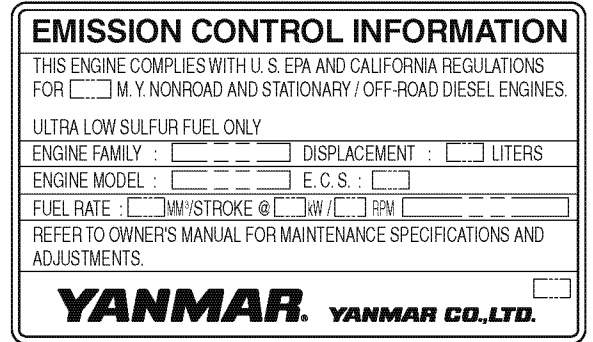 EMISSION CONTROL INFORMATION
THIS ENGINE COMPLIES WITH U. S. EPA AND CALIFORNIA REGULATIONS
FOR M. Y. NONROAD AND STATIONARY / OFF-ROAD DIESEL ENGINES.
ULTRA LOW SULFUR FUEL ONLY
ENGINE FAMILY : DISPLACEMENT : LITERS
ENGINE MODEL : E. C. S. :
FUEL RATE : MM³/STROKE @ kW / RPM
REFER TO OWNER'S MANUAL FOR MAINTENANCE SPECIFICATIONS AND
ADJUSTMENTS.
YANMAR. YANMAR CO.,LTD.